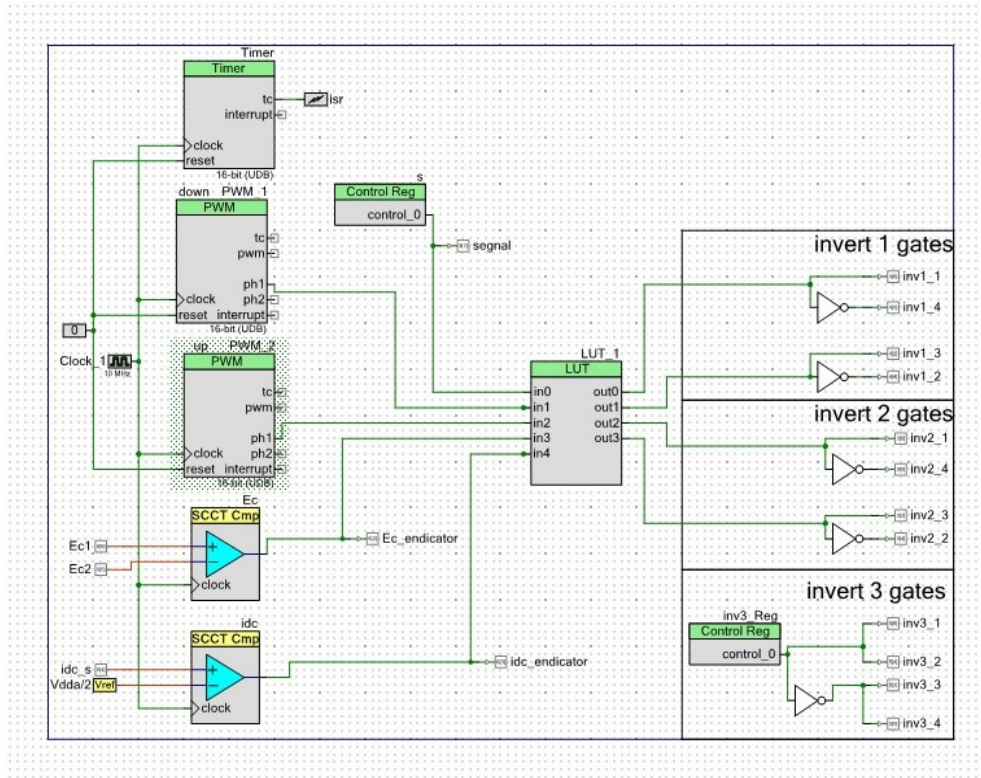 Timer
Timer
tc
isr
interrupt
clock
reset
16-bit (UDB)
down PWM_1
PWM
tc
pwm
ph1
clock
ph2
reset interrupt
16-bit (UDB)
s
Control Reg
control_0
segnal
0
Clock_1
10 MHz
up PWM_2
PWM
tc
pwm
ph1
clock
ph2
reset interrupt
16-bit (UDB)
LUT_1
LUT
in0 out0
in1 out1
in2 out2
in3 out3
in4
Ec
SCCT Cmp
Ec1
+
Ec2
-
clock
Ec_endicator
idc
SCCT Cmp
idc_s
+
Vdda/2 Vref
-
clock
idc_endicator
invert 1 gates
inv1_1
inv1_4
inv1_3
inv1_2
invert 2 gates
inv2_1
inv2_4
inv2_3
inv2_2
invert 3 gates
inv3_Reg
Control Reg
control_0
inv3_1
inv3_2
inv3_3
inv3_4